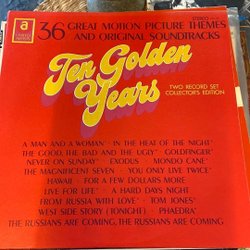 a
36 GREAT MOTION PICTURE THEMES
AND ORIGINAL SOUNDTRACKS
STEREO
Ten Golden
Years
TWO RECORD SET
COLLECTOR'S EDITION
A MAN AND A WOMAN · IN THE HEAT OF THE NIGHT
THE GOOD, THE BAD AND THE UGLY · GOLDFINGER
NEVER ON SUNDAY · EXODUS · MONDO CANE
THE MAGNIFICENT SEVEN · YOU ONLY LIVE TWICE
HAWAII · FOR A FEW DOLLARS MORE
LIVE FOR LIFE · A HARD DAYS NIGHT
FROM RUSSIA WITH LOVE · TOM JONES
WEST SIDE STORY (TONIGHT) · PHAEDRA
THE RUSSIANS ARE COMING, THE RUSSIANS ARE COMING